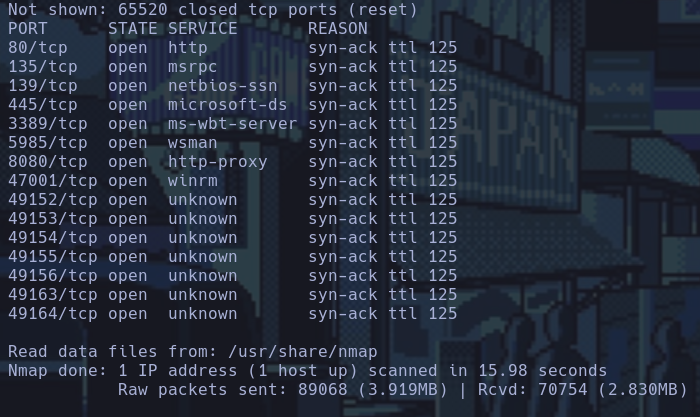 Not shown: 65520 closed tcp ports (reset)
PORT      STATE SERVICE       REASON
80/tcp    open  http          syn-ack ttl 125
135/tcp   open  msrpc         syn-ack ttl 125
139/tcp   open  netbios-ssn   syn-ack ttl 125
445/tcp   open  microsoft-ds  syn-ack ttl 125
3389/tcp  open  ms-wbt-server syn-ack ttl 125
5985/tcp  open  wsman         syn-ack ttl 125
8080/tcp  open  http-proxy    syn-ack ttl 125
47001/tcp open  winrm         syn-ack ttl 125
49152/tcp open  unknown       syn-ack ttl 125
49153/tcp open  unknown       syn-ack ttl 125
49154/tcp open  unknown       syn-ack ttl 125
49155/tcp open  unknown       syn-ack ttl 125
49156/tcp open  unknown       syn-ack ttl 125
49163/tcp open  unknown       syn-ack ttl 125
49164/tcp open  unknown       syn-ack ttl 125
Read data files from: /usr/share/nmap
Nmap done: 1 IP address (1 host up) scanned in 15.98 seconds
Raw packets sent: 89068 (3.919MB) | Rcvd: 70754 (2.830MB)